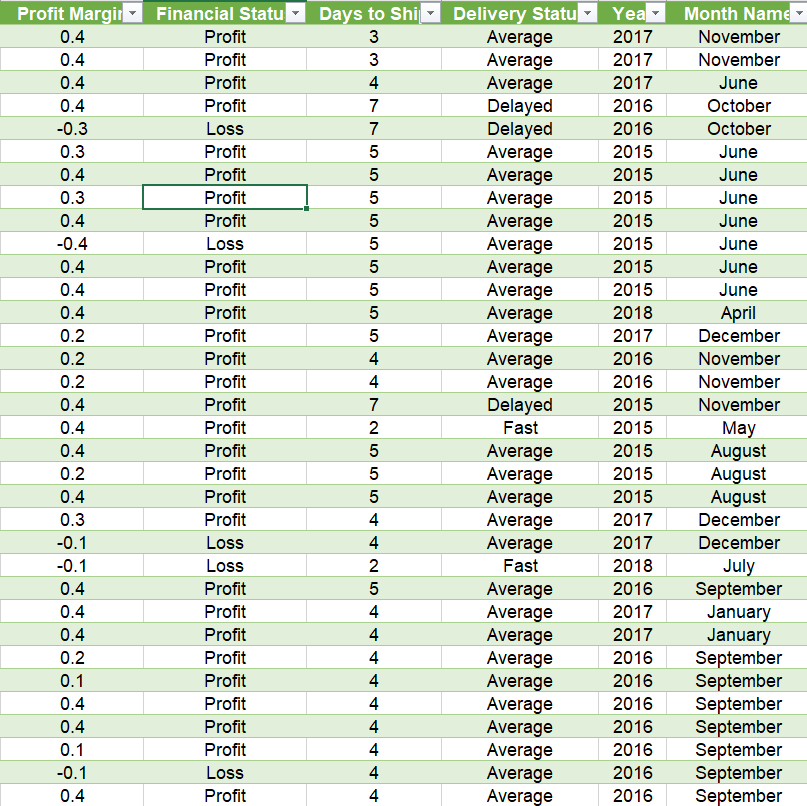 Profit Margin Financial Statu Days to Shi Delivery Statu Yea Month Name
0.4 Profit 3 Average 2017 November
0.4 Profit 3 Average 2017 November
0.4 Profit 4 Average 2017 June
0.4 Profit 7 Delayed 2016 October
-0.3 Loss 7 Delayed 2016 October
0.3 Profit 5 Average 2015 June
0.4 Profit 5 Average 2015 June
0.3 Profit 5 Average 2015 June
0.4 Profit 5 Average 2015 June
-0.4 Loss 5 Average 2015 June
0.4 Profit 5 Average 2015 June
0.4 Profit 5 Average 2015 June
0.4 Profit 5 Average 2018 April
0.2 Profit 5 Average 2017 December
0.2 Profit 4 Average 2016 November
0.2 Profit 4 Average 2016 November
0.4 Profit 7 Delayed 2015 November
0.4 Profit 2 Fast 2015 May
0.4 Profit 5 Average 2015 August
0.2 Profit 5 Average 2015 August
0.4 Profit 5 Average 2015 August
0.3 Profit 4 Average 2017 December
-0.1 Loss 4 Average 2017 December
-0.1 Loss 2 Fast 2018 July
0.4 Profit 5 Average 2016 September
0.4 Profit 4 Average 2017 January
0.4 Profit 4 Average 2017 January
0.2 Profit 4 Average 2016 September
0.1 Profit 4 Average 2016 September
0.4 Profit 4 Average 2016 September
0.4 Profit 4 Average 2016 September
0.1 Profit 4 Average 2016 September
-0.1 Loss 4 Average 2016 September
0.4 Profit 4 Average 2016 September